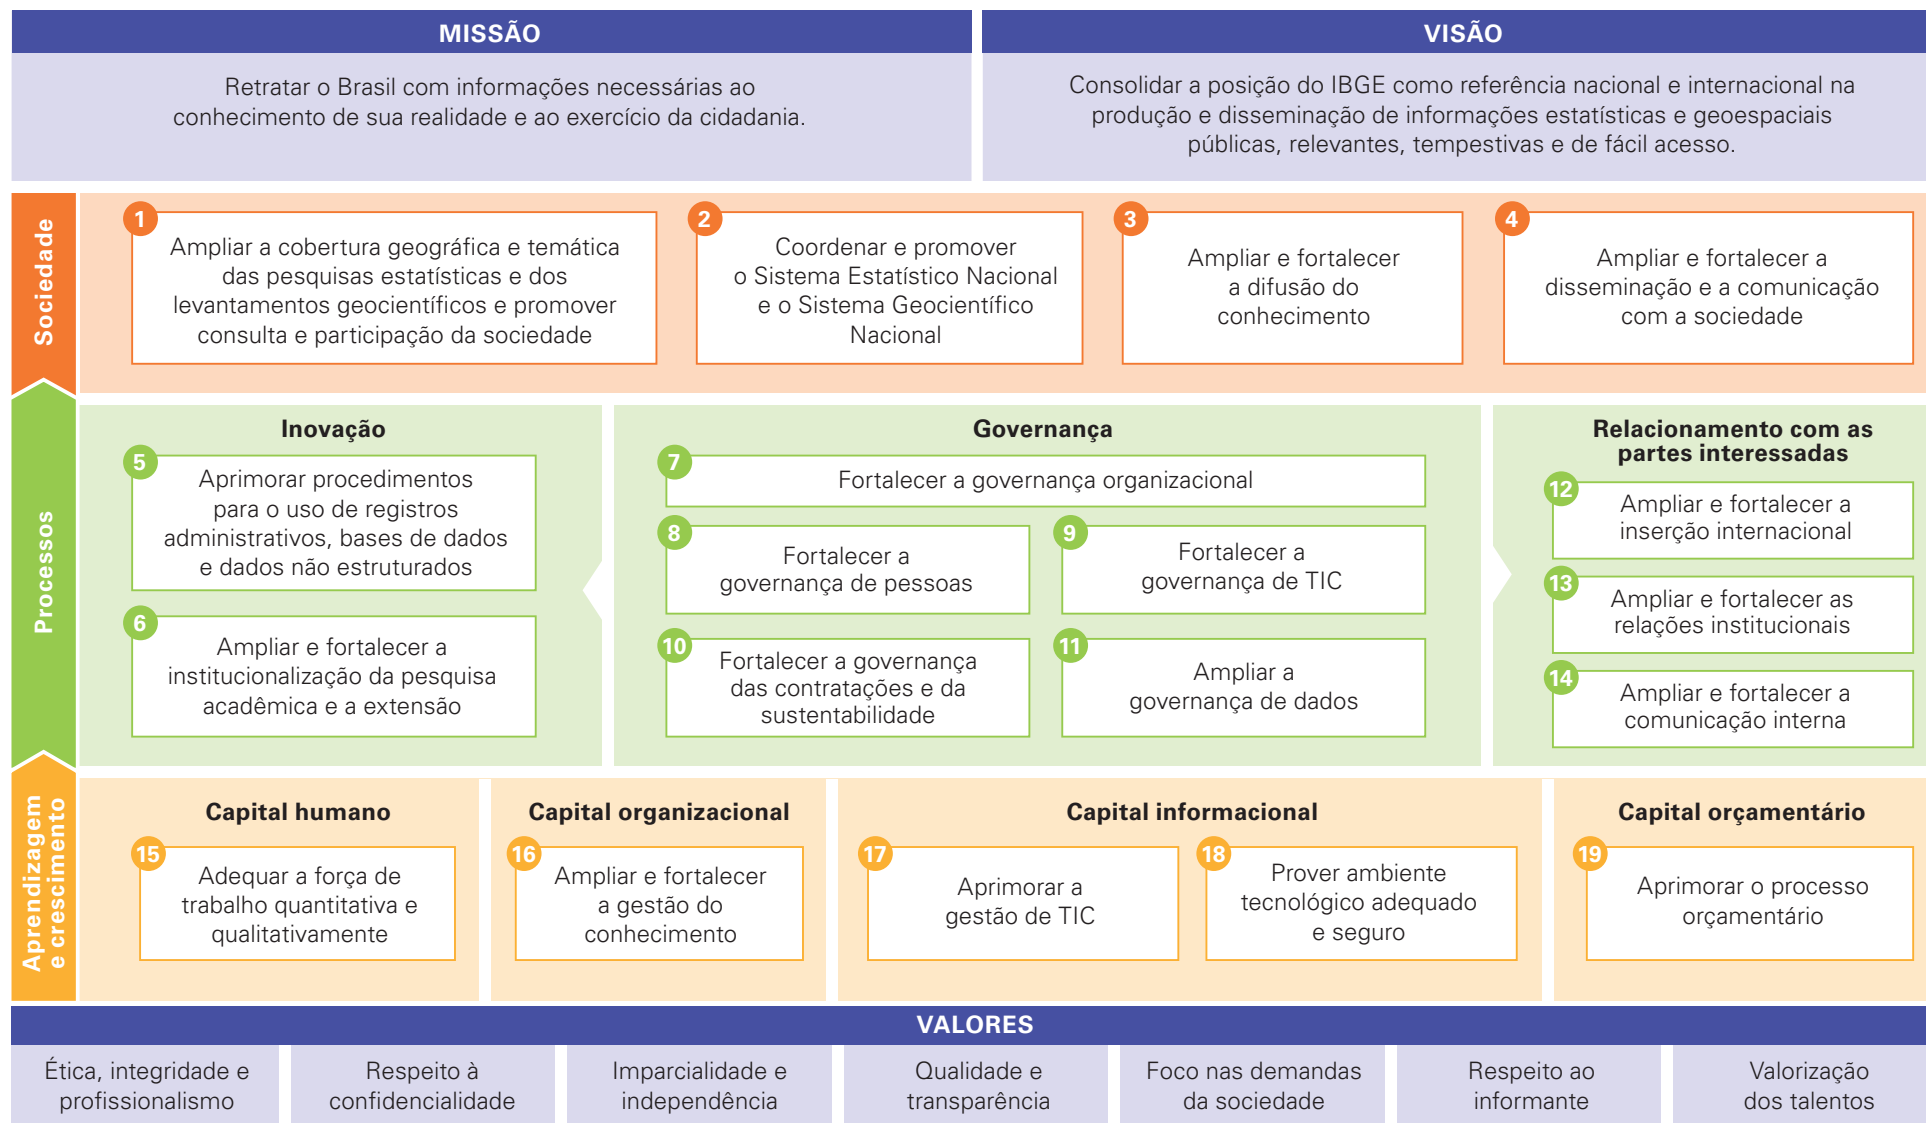 MISSÃO
Retratar o Brasil com informações necessárias ao
conhecimento de sua realidade e ao exercício da cidadania.
VISÃO
Consolidar a posição do IBGE como referência nacional e internacional na
produção e disseminação de informações estatísticas e geoespaciais
públicas, relevantes, tempestivas e de fácil acesso.
Sociedade
1
Ampliar a cobertura geográfica e temática
das pesquisas estatísticas e dos
levantamentos geocientíficos e promover
consulta e participação da sociedade
2
Coordenar e promover
o Sistema Estatístico Nacional
e o Sistema Geocientífico
Nacional
3
Ampliar e fortalecer
a difusão do
conhecimento
4
Ampliar e fortalecer a
disseminação e a comunicação
com a sociedade
Processos
Inovação
5
Aprimorar procedimentos
para o uso de registros
administrativos, bases de dados
e dados não estruturados
6
Ampliar e fortalecer a
institucionalização da pesquisa
acadêmica e a extensão
Governança
7
Fortalecer a governança organizacional
8
Fortalecer a
governança de pessoas
9
Fortalecer a
governança de TIC
10
Fortalecer a governança
das contratações e da
sustentabilidade
11
Ampliar a
governança de dados
Relacionamento com as
partes interessadas
12
Ampliar e fortalecer a
inserção internacional
13
Ampliar e fortalecer as
relações institucionais
14
Ampliar e fortalecer a
comunicação interna
Aprendizagem
e crescimento
Capital humano
15
Adequar a força de
trabalho quantitativa e
qualitativamente
Capital organizacional
16
Ampliar e fortalecer
a gestão do
conhecimento
Capital informacional
17
Aprimorar a
gestão de TIC
18
Prover ambiente
tecnológico adequado
e seguro
Capital orçamentário
19
Aprimorar o processo
orçamentário
VALORES
Ética, integridade e
profissionalismo
Respeito à
confidencialidade
Imparcialidade e
independência
Qualidade e
transparência
Foco nas demandas
da sociedade
Respeito ao
informante
Valorização
dos talentos